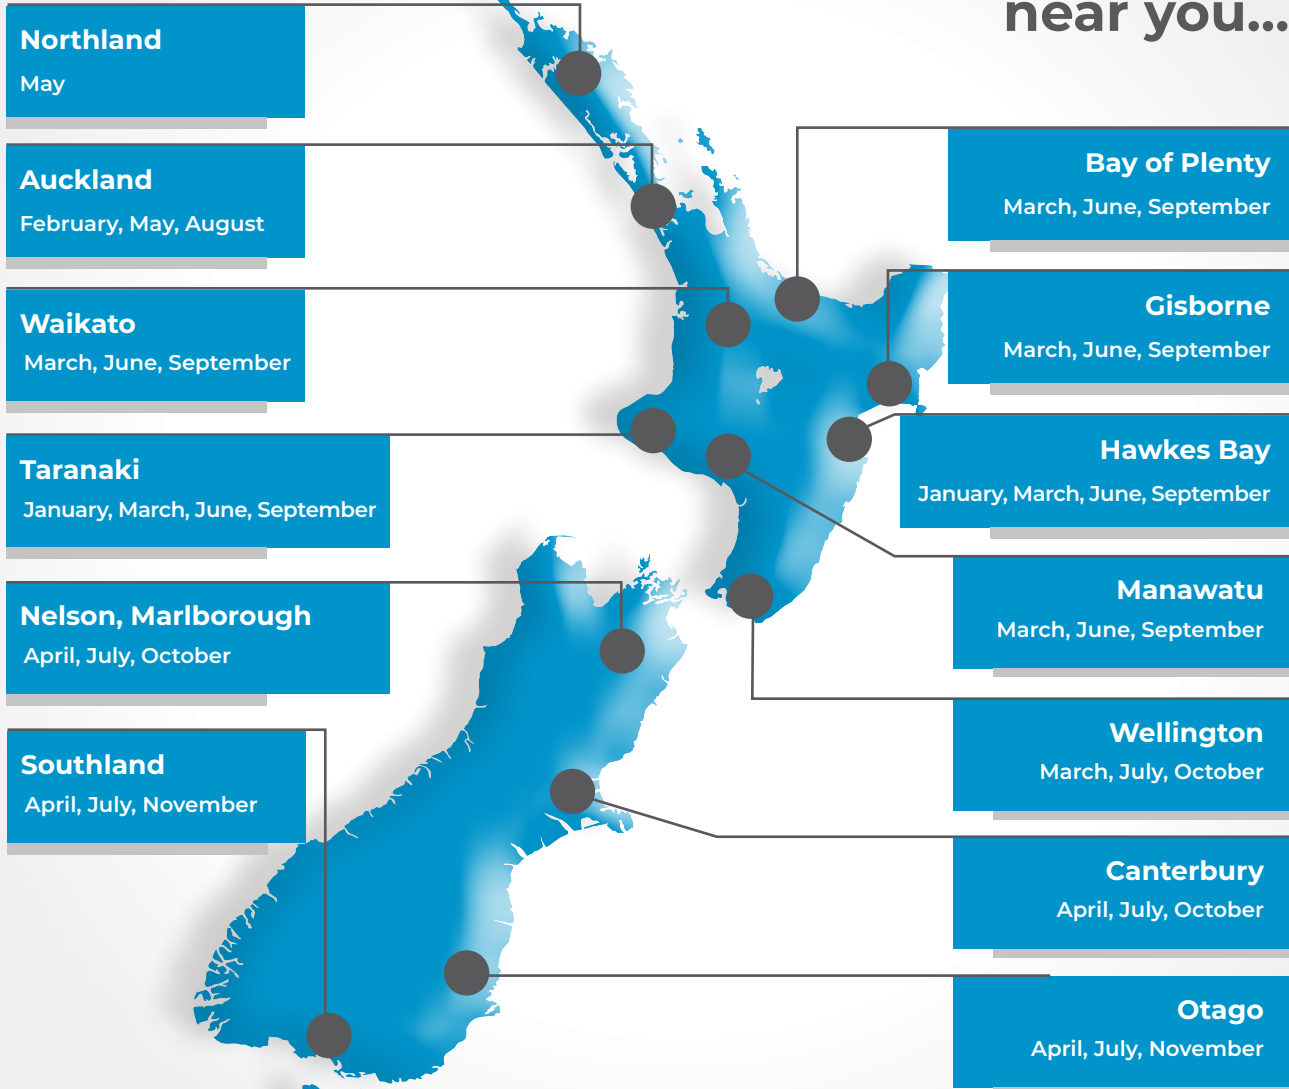 near you...
Northland
May
Auckland
February, May, August
Waikato
March, June, September
Taranaki
January, March, June, September
Nelson, Marlborough
April, July, October
Southland
April, July, November
Bay of Plenty
March, June, September
Gisborne
March, June, September
Hawkes Bay
January, March, June, September
Manawatu
March, June, September
Wellington
March, July, October
Canterbury
April, July, October
Otago
April, July, November